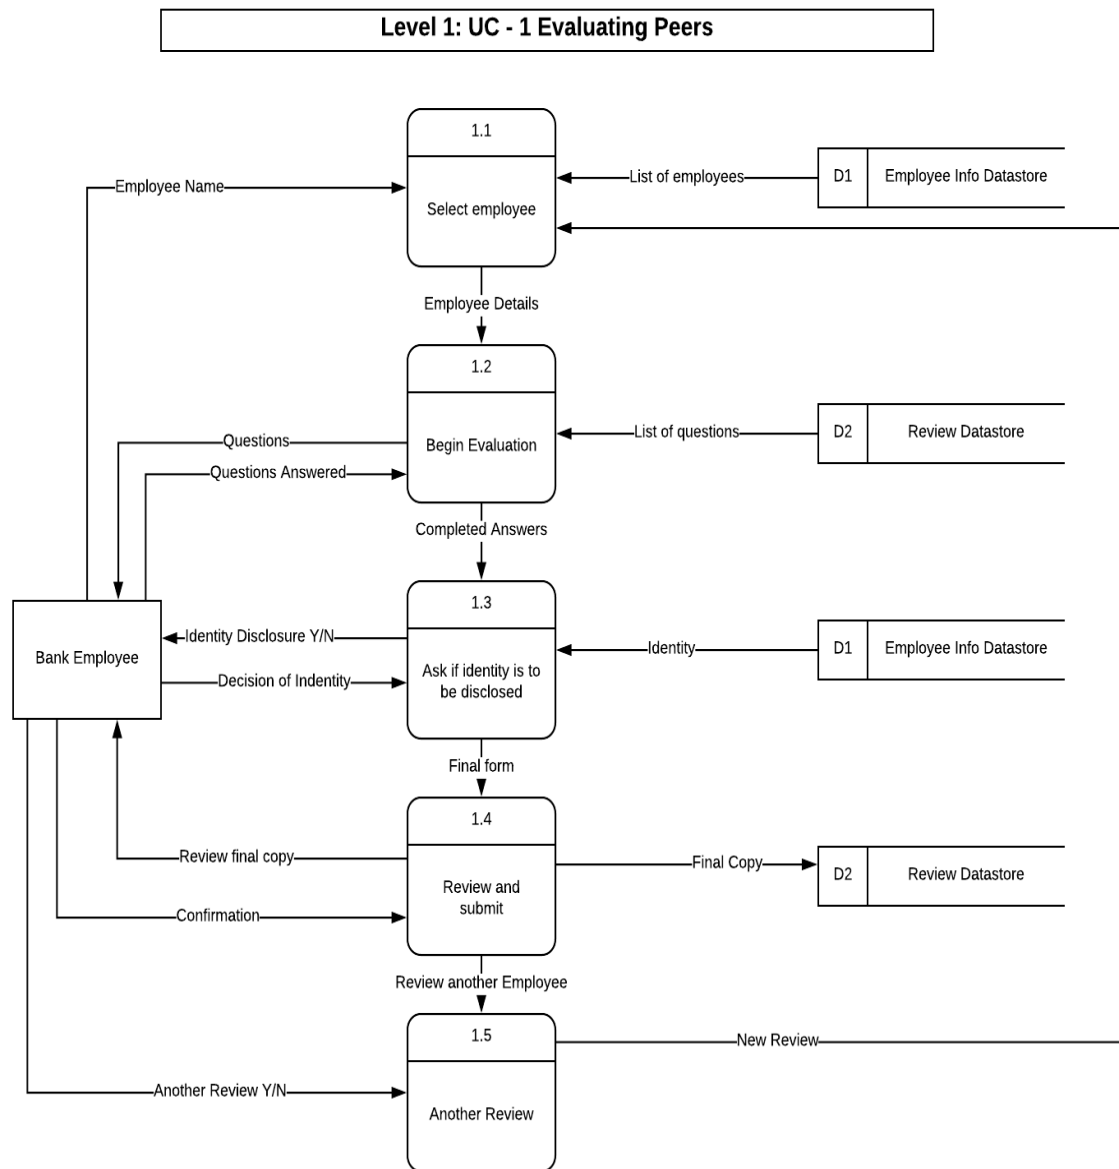 Level 1: UC - 1 Evaluating Peers
1.1
Employee Name
List of employees
D1
Employee Info Datastore
Select employee
Employee Details
1.2
Questions
Begin Evaluation
List of questions
D2
Review Datastore
Questions Answered
Completed Answers
1.3
Identity Disclosure Y/N
Identity
D1
Employee Info Datastore
Bank Employee
Ask if identity is to
be disclosed
Decision of Indentity
Final form
1.4
Review final copy
Final Copy
D2
Review Datastore
Review and
submit
Confirmation
Review another Employee
1.5
New Review
Another Review Y/N
Another Review